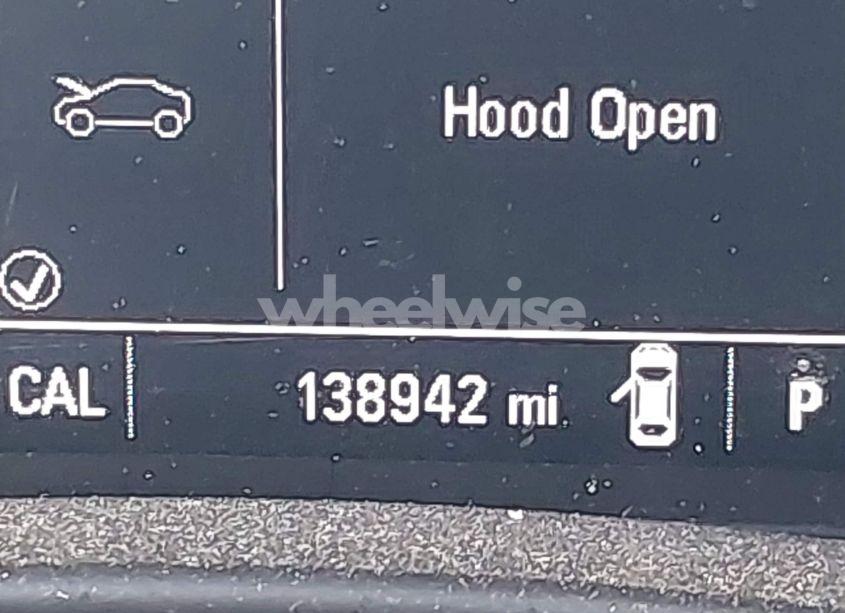 Hood Open
wheelwise
CAL 138942 mi P